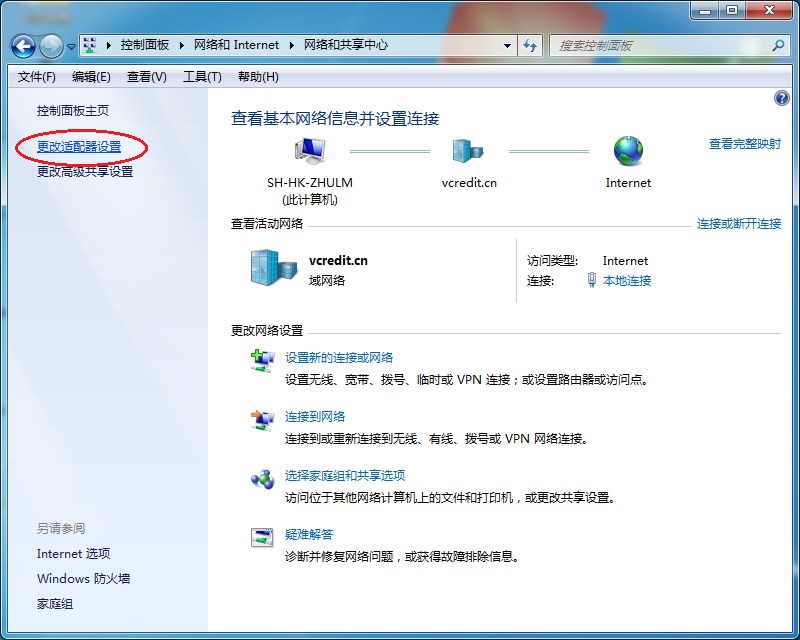 控制面板 ▸ 网络和 Internet ▸ 网络和共享中心
搜索控制面板
文件(F) 编辑(E) 查看(V) 工具(T) 帮助(H)
控制面板主页
更改适配器设置
更改高级共享设置
查看基本网络信息并设置连接
查看完整映射
SH-HK-ZHULM
(此计算机)
vcredit.cn
Internet
查看活动网络
连接或断开连接
vcredit.cn
域网络
访问类型: Internet
连接: 本地连接
更改网络设置
设置新的连接或网络
设置无线、宽带、拨号、临时或 VPN 连接；或设置路由器或访问点。
连接到网络
连接到或重新连接到无线、有线、拨号或 VPN 网络连接。
选择家庭组和共享选项
访问位于其他网络计算机上的文件和打印机，或更改共享设置。
疑难解答
诊断并修复网络问题，或获得故障排除信息。
另请参阅
Internet 选项
Windows 防火墙
家庭组